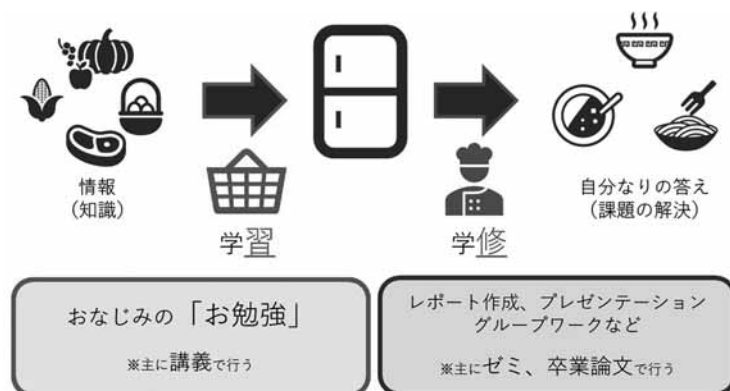 情報
(知識)
学習
学修
自分なりの答え
(課題の解決)
おなじみの「お勉強」
※主に講義で行う
レポート作成、プレゼンテーション
グループワークなど
※主にゼミ、卒業論文で行う